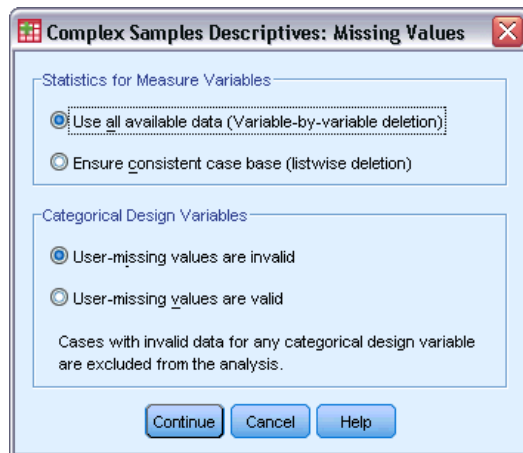 Complex Samples Descriptives: Missing Values
Statistics for Measure Variables
Use all available data (Variable-by-variable deletion)
Ensure consistent case base (listwise deletion)
Categorical Design Variables
User-missing values are invalid
User-missing values are valid
Cases with invalid data for any categorical design variable
are excluded from the analysis.
Continue Cancel Help